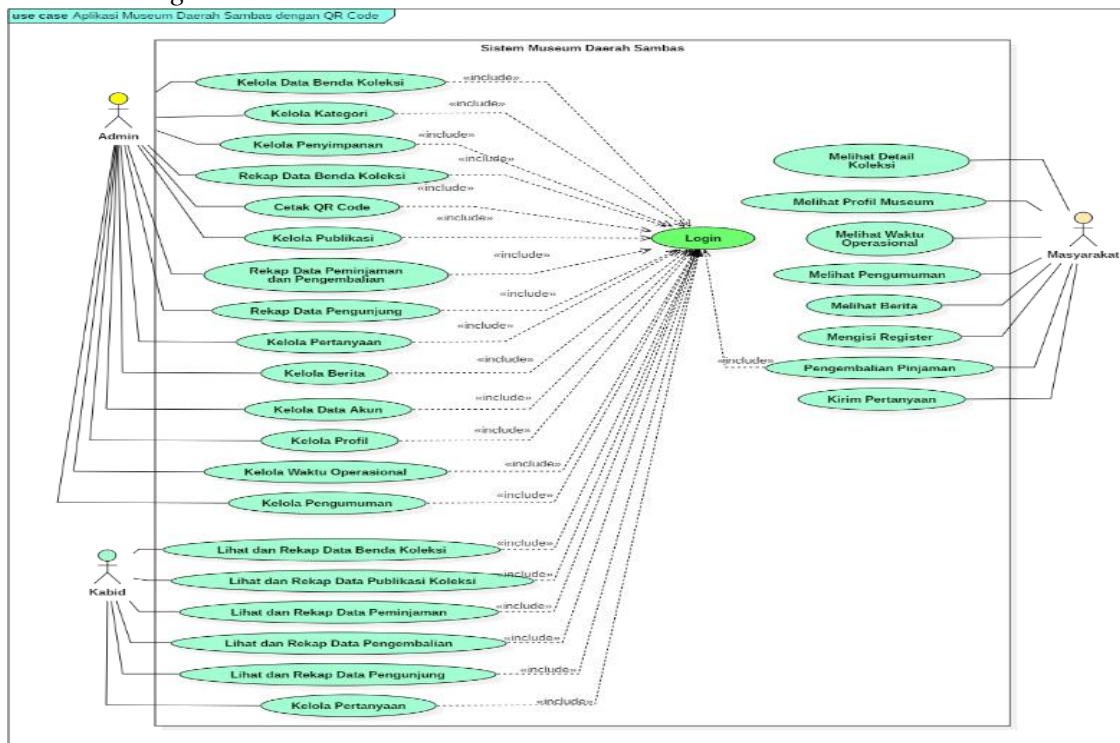 use case Aplikasi Museum Daerah Sambas dengan QR Code
Sistem Museum Daerah Sambas
Kelola Data Benda Koleksi
«include»
Kelola Kategori
«include»
Admin
Kelola Penyimpanan
«include»
Rekap Data Benda Koleksi
«include»
Cetak QR Code
«include»
Kelola Publikasi
«include»
Rekap Data Peminjaman
dan Pengembalian
«include»
Rekap Data Pengunjung
«include»
Kelola Pertanyaan
«include»
Kelola Berita
«include»
Kelola Data Akun
«include»
Kelola Profil
«include»
Kelola Waktu Operasional
«include»
Kelola Pengumuman
«include»
Login
Melihat Detail
Koleksi
Melihat Profil Museum
Melihat Waktu
Operasional
Masyarakat
Melihat Pengumuman
Melihat Berita
Mengisi Register
«include»
Pengembalian Pinjaman
Kirim Pertanyaan
Kabid
Lihat dan Rekap Data Benda Koleksi
«include»
Lihat dan Rekap Data Publikasi Koleksi
«include»
Lihat dan Rekap Data Peminjaman
«include»
Lihat dan Rekap Data Pengembalian
«include»
Lihat dan Rekap Data Pengunjung
«include»
Kelola Pertanyaan
«include»